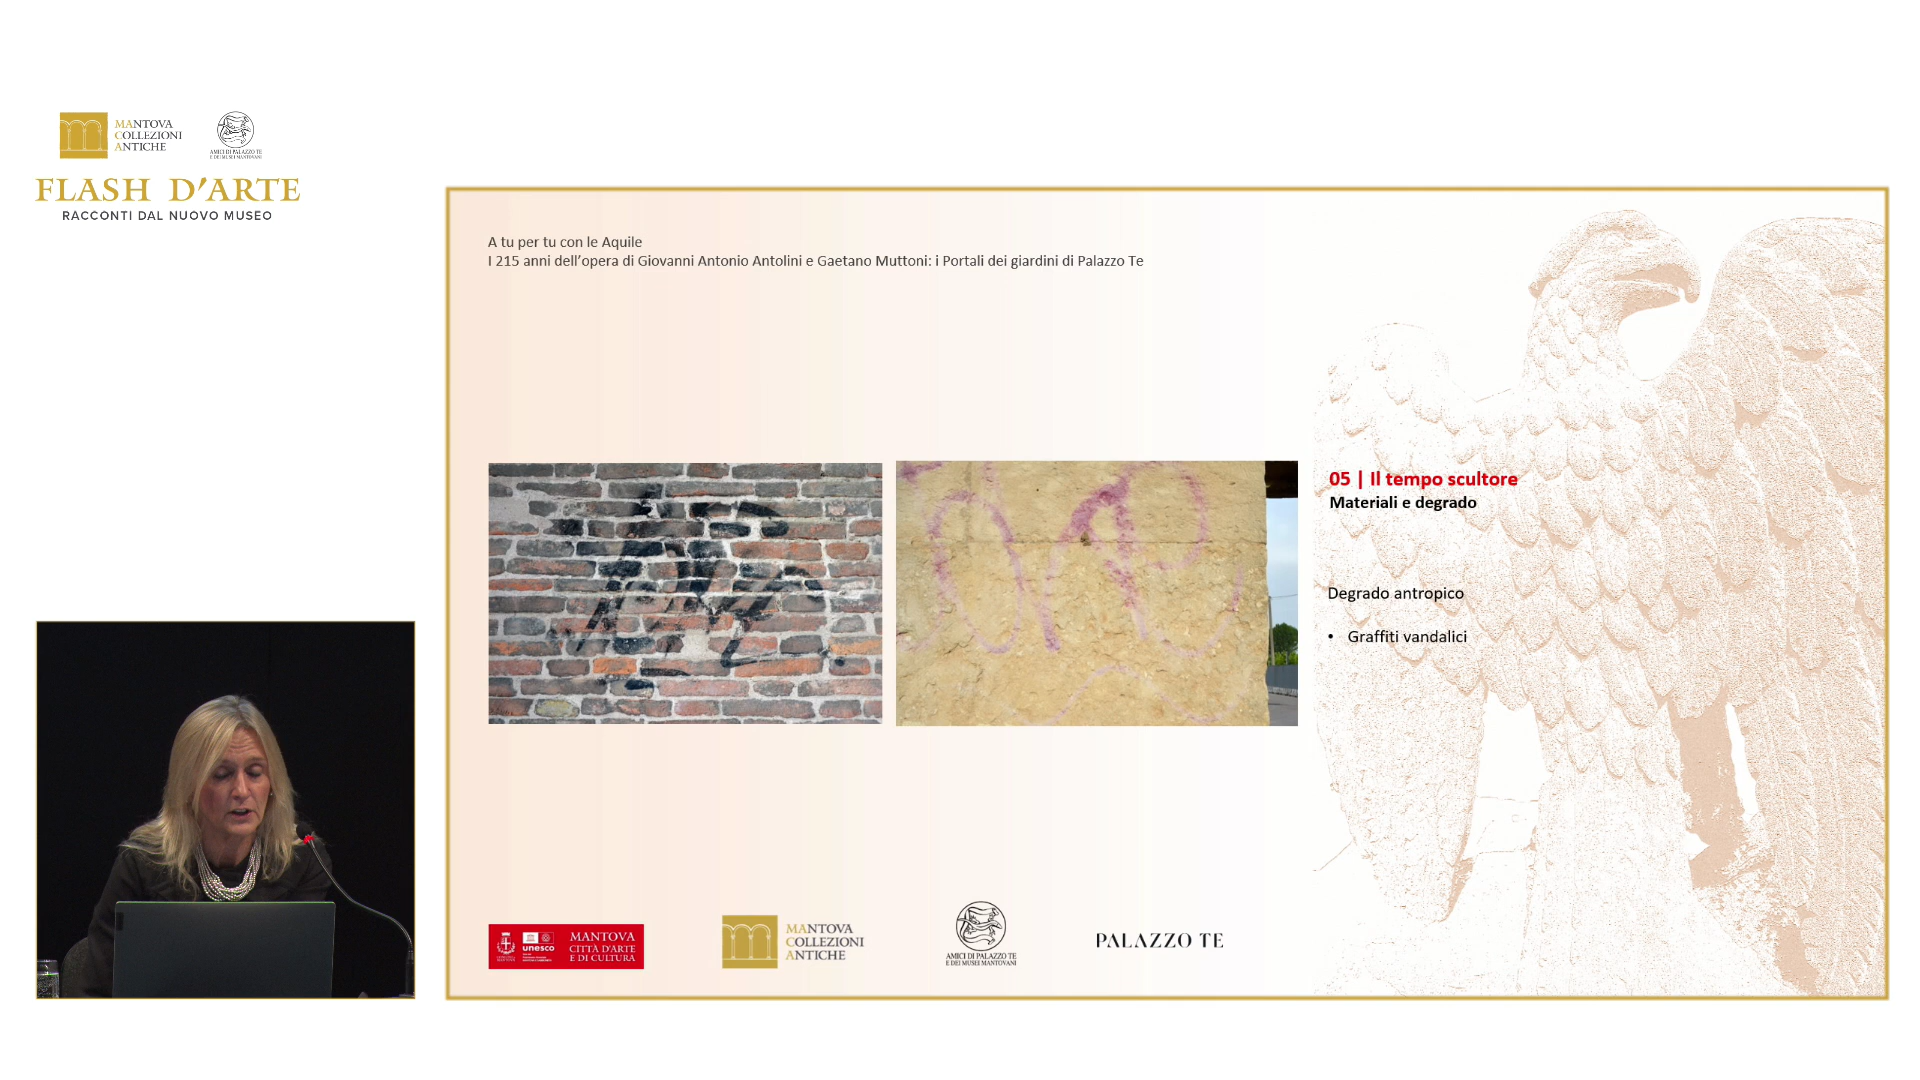 MANTOVA
COLLEZIONI
ANTICHE
AMICI DI PALAZZO TE
E DEI MUSEI MANTOVANI
FLASH D'ARTE
RACCONTI DAL NUOVO MUSEO
A tu per tu con le Aquile
I 215 anni dell'opera di Giovanni Antonio Antolini e Gaetano Muttoni: i Portali dei giardini di Palazzo Te
05 | Il tempo scultore
Materiali e degrado
Degrado antropico
• Graffiti vandalici
unesco
MANTOVA
CITTÀ D'ARTE
E DI CULTURA
MANTOVA
COLLEZIONI
ANTICHE
AMICI DI PALAZZO TE
E DEI MUSEI MANTOVANI
PALAZZO TE